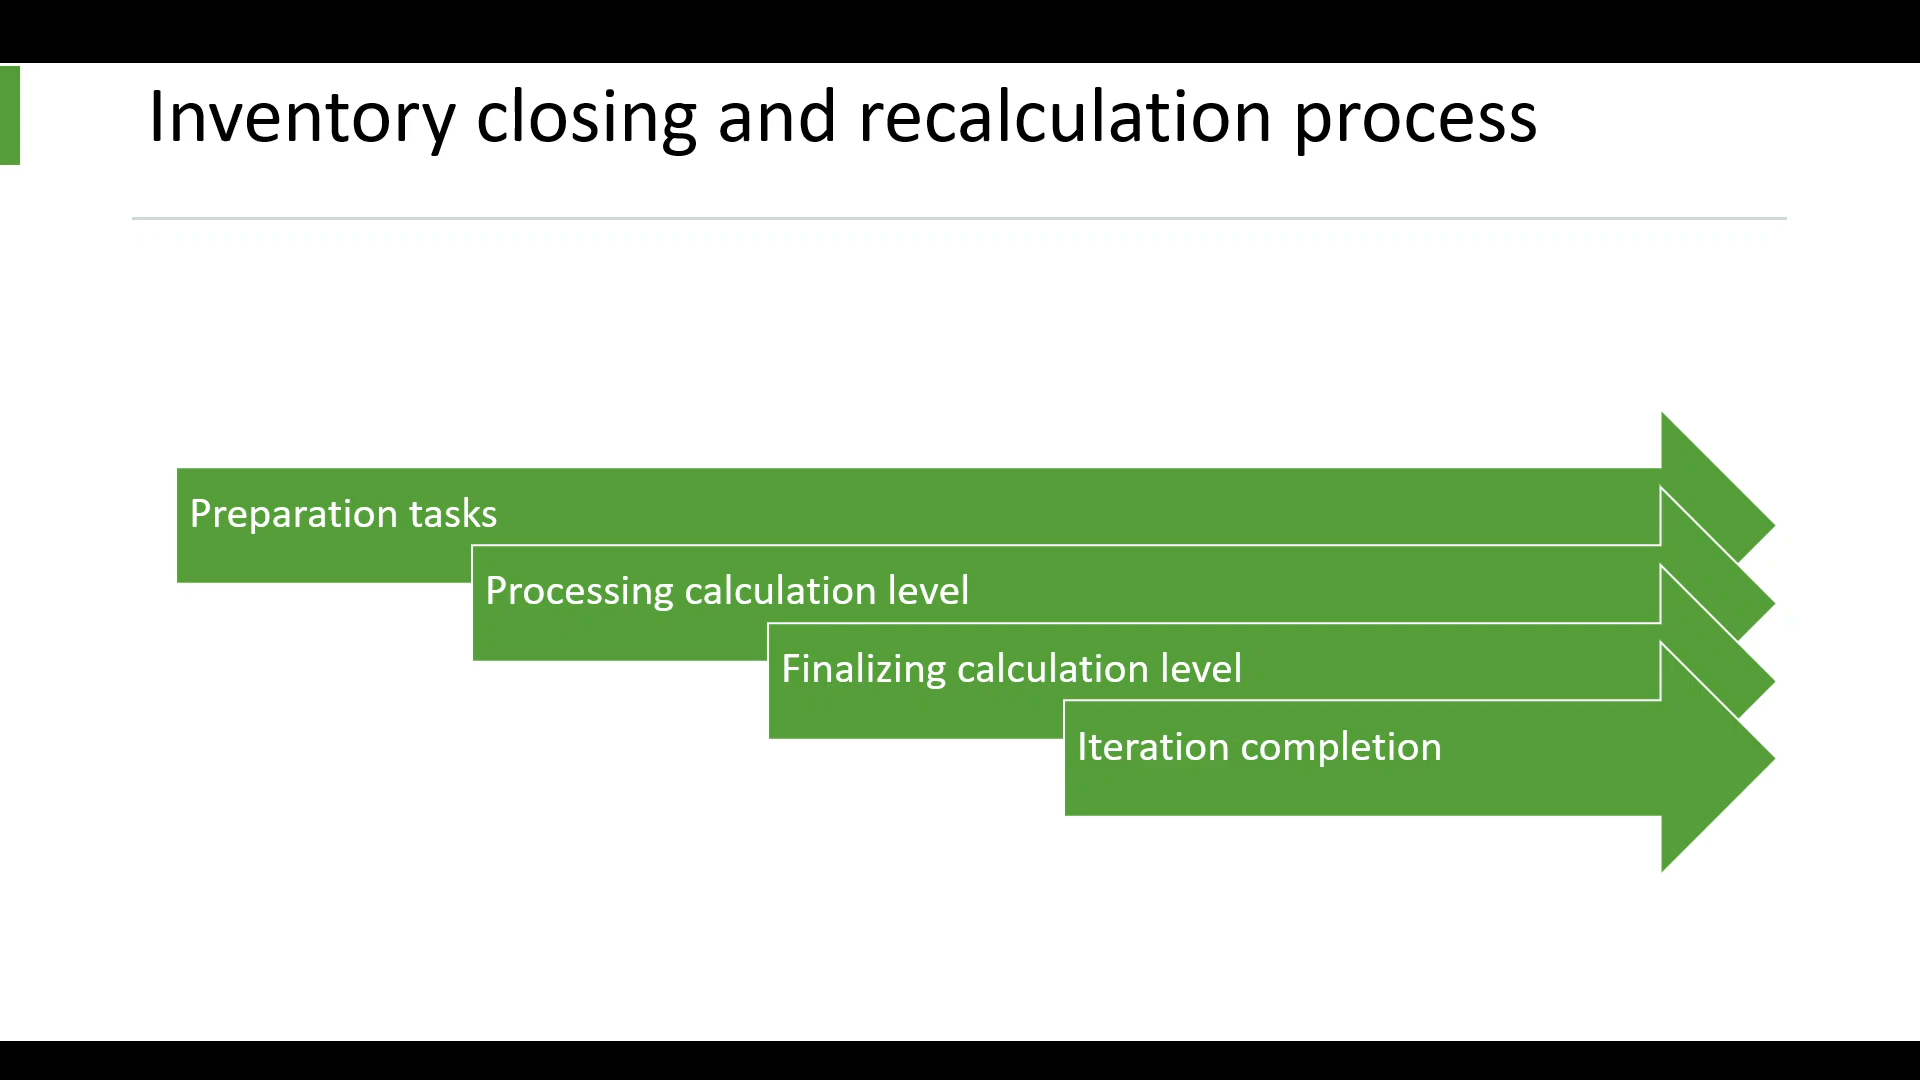 Inventory closing and recalculation process
Preparation tasks
Processing calculation level
Finalizing calculation level
Iteration completion